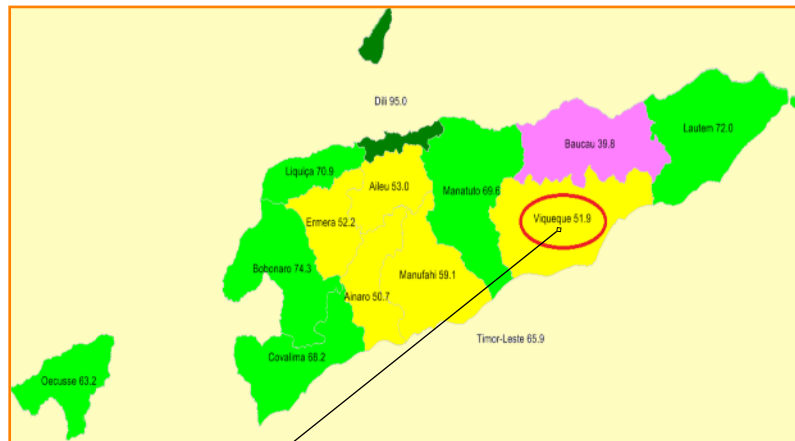 Dili 95.0
Lautem 72.0
Baucau 39.8
Liquiça 70.9
Aileu 53.0
Manatuto 69.6
Ermera 52.2
Viqueque 51.9
Bobonaro 74.3
Manufahi 59.1
Ainaro 50.7
Timor-Leste 65.9
Covalima 68.2
Oecusse 63.2